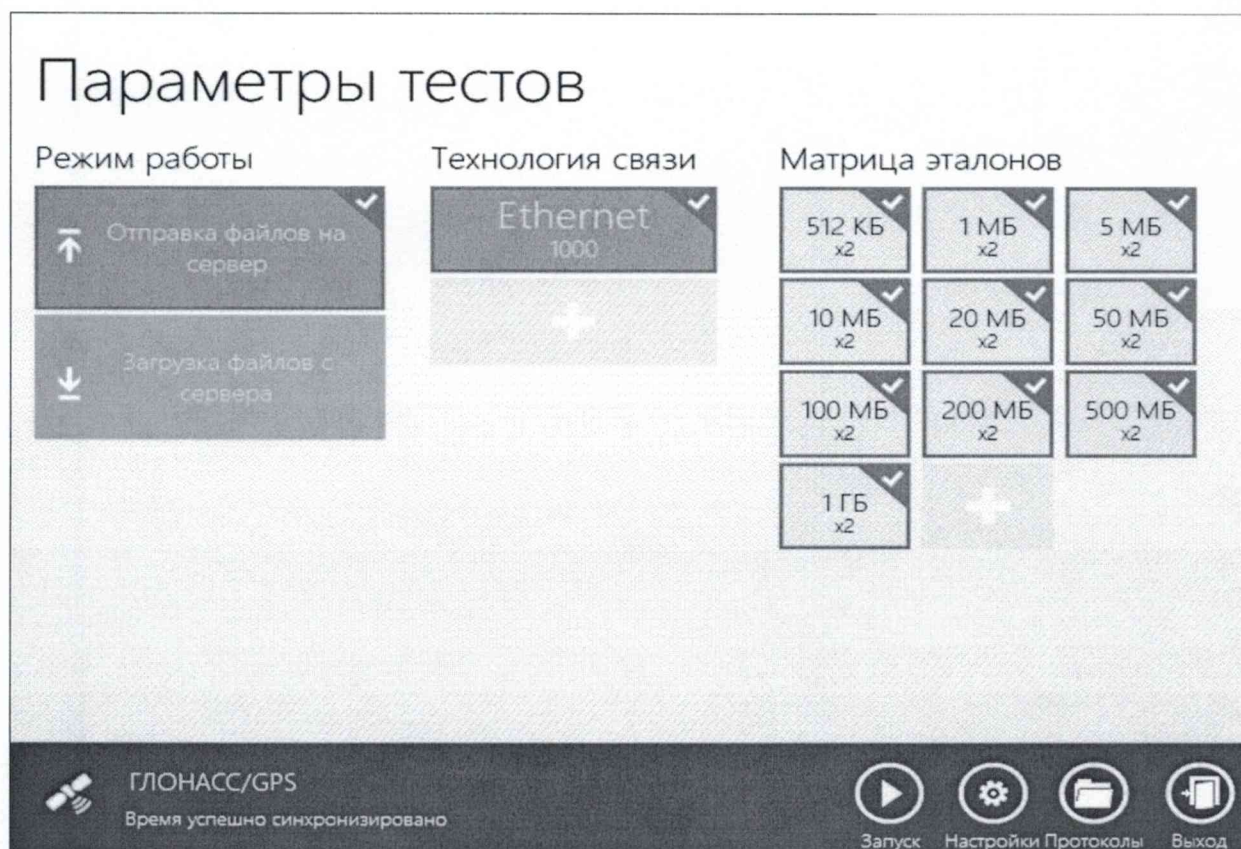 Параметры тестов
Режим работы
Отправка файлов на
сервер
Загрузка файлов с
сервера
Технология связи
Ethernet
1000
Матрица эталонов
512 КБ
x2
1 МБ
x2
5 МБ
x2
10 МБ
x2
20 МБ
x2
50 МБ
x2
100 МБ
x2
200 МБ
x2
500 МБ
x2
1 ГБ
x2
ГЛОНАСС/GPS
Время успешно синхронизировано
Запуск
Настройки
Протоколы
Выход